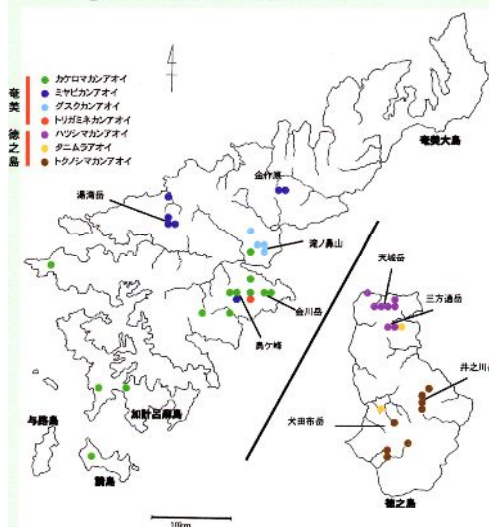 奄美
カケロマカンアオイ
ミヤビカンアオイ
グスクカンアオイ
トリガミネカンアオイ
徳之島
ハツシマカンアオイ
タニムラアオイ
トクノシマカンアオイ
奄美大島
金作原
湯湾岳
滝ノ鼻山
天城岳
三方通岳
金川岳
鳥ケ峰
井之川岳
犬田布岳
与路島
加計呂麻島
請島
徳之島
10km